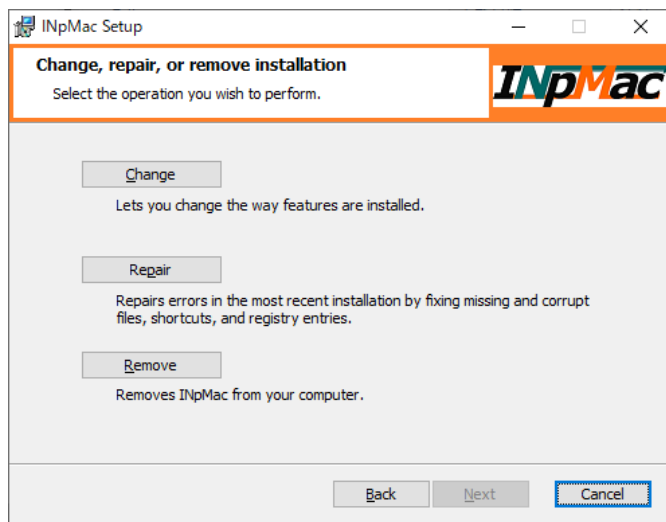 INpMac Setup
Change, repair, or remove installation
Select the operation you wish to perform.
INpMac
Change
Lets you change the way features are installed.
Repair
Repairs errors in the most recent installation by fixing missing and corrupt
files, shortcuts, and registry entries.
Remove
Removes INpMac from your computer.
Back Next Cancel